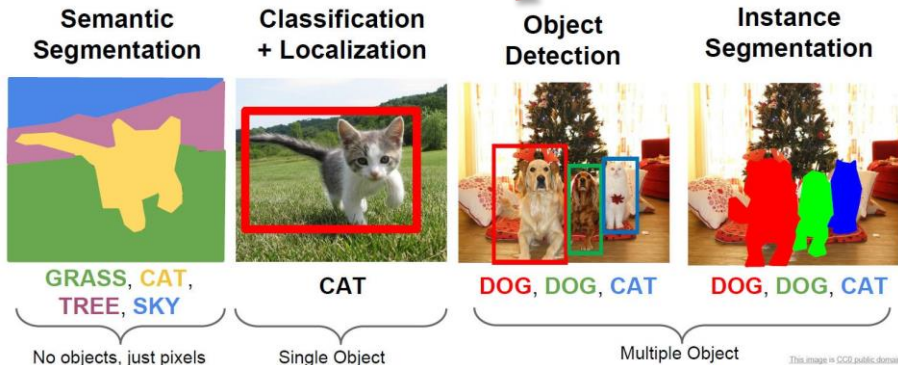 Semantic
Segmentation
Classification
+ Localization
Object
Detection
Instance
Segmentation
GRASS, CAT,
TREE, SKY
CAT
DOG, DOG, CAT
DOG, DOG, CAT
No objects, just pixels
Single Object
Multiple Object
This image is CC0 public domain